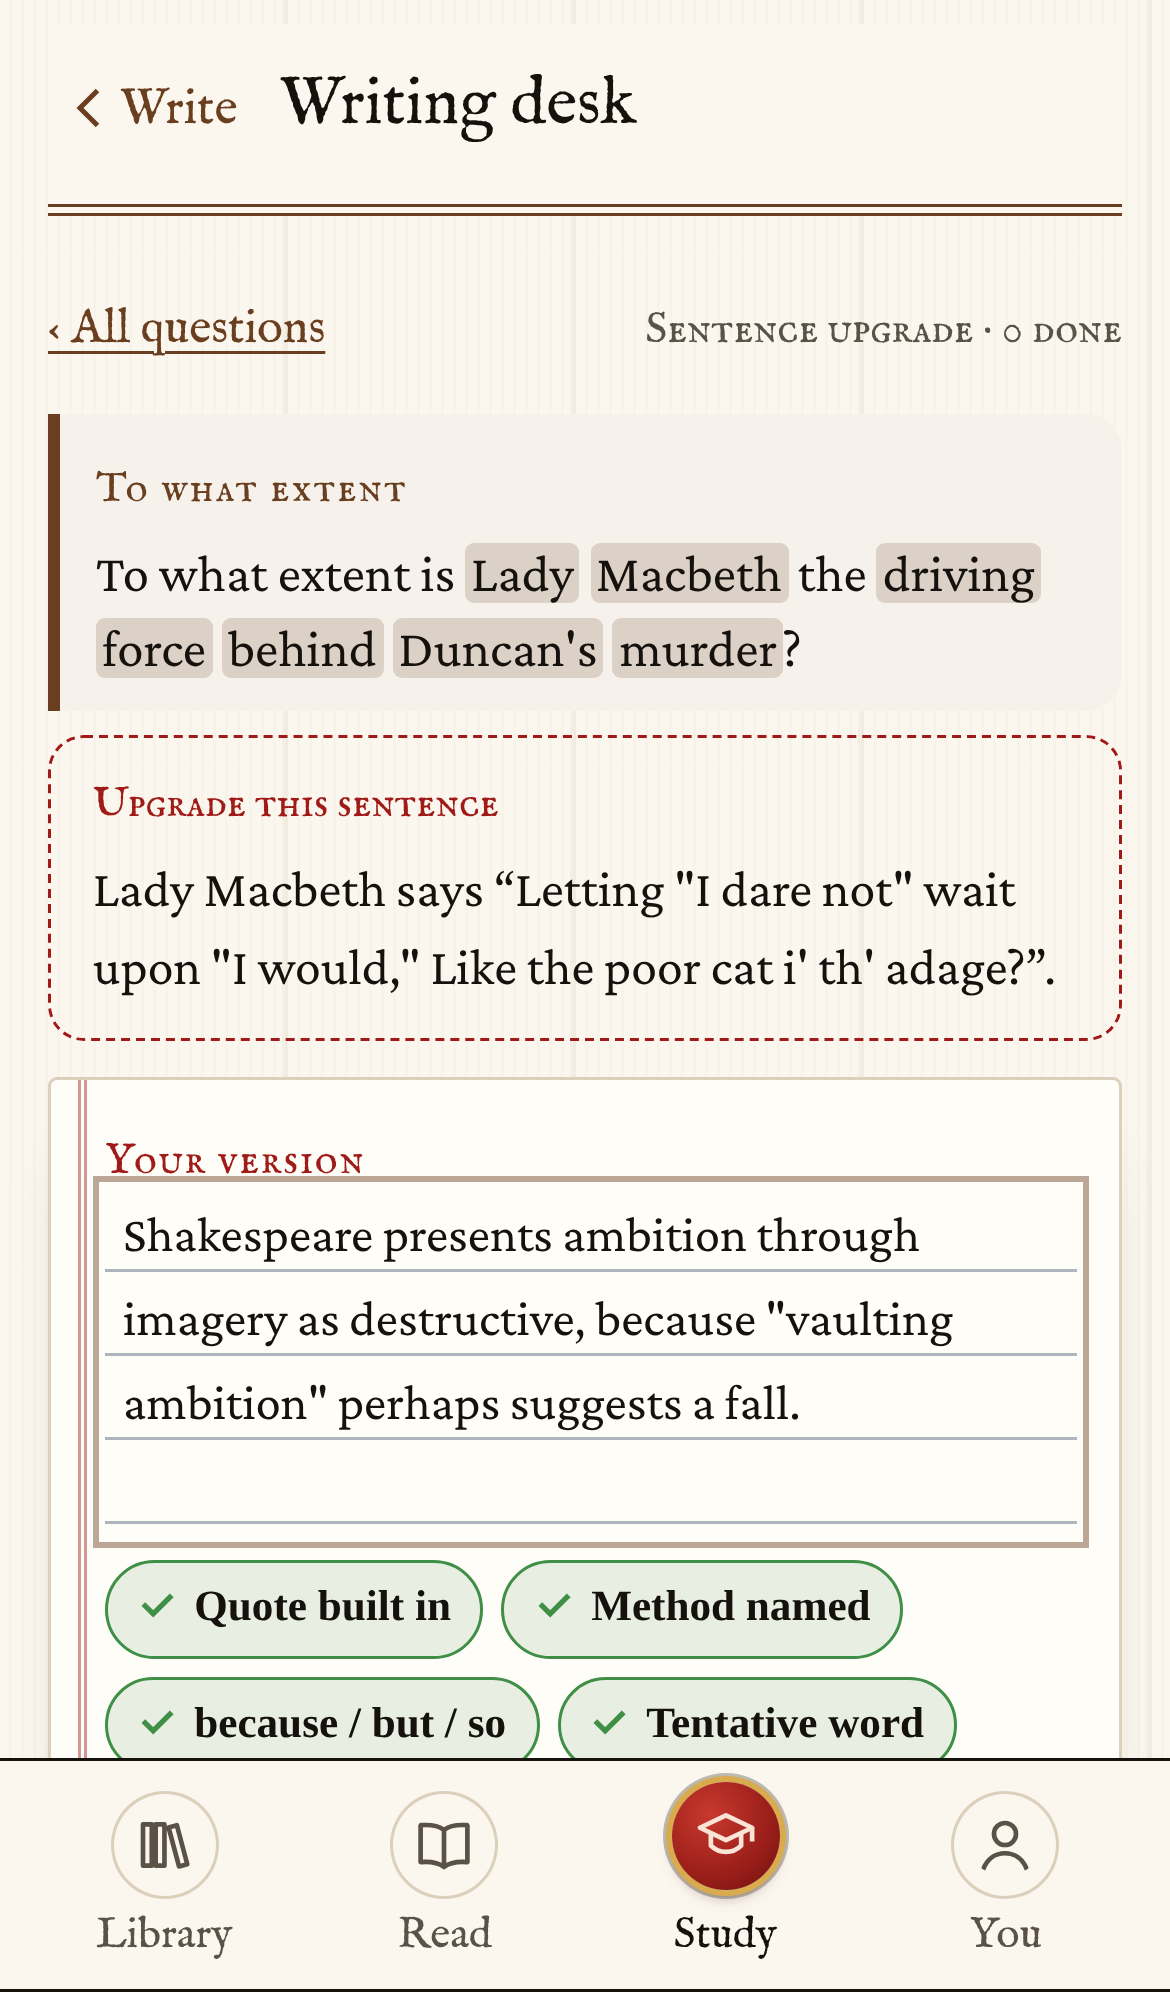 Write Writing desk
‹ All questions Sentence upgrade · 0 done
To what extent
To what extent is Lady Macbeth the driving
force behind Duncan's murder?
Upgrade this sentence
Lady Macbeth says “Letting "I dare not" wait
upon "I would," Like the poor cat i' th' adage?”.
Your version
Shakespeare presents ambition through
imagery as destructive, because "vaulting
ambition" perhaps suggests a fall.
Quote built in Method named
because / but / so Tentative word
Library Read Study You